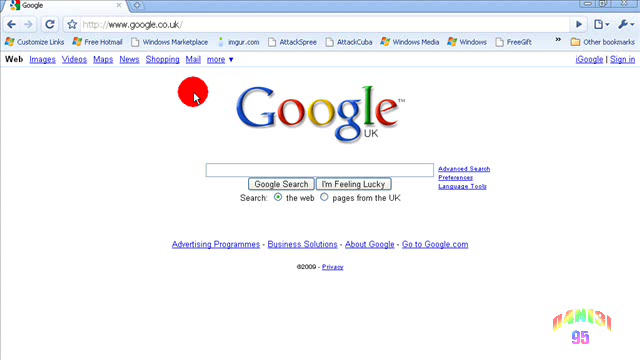 Google
http://www.google.co.uk/
Customize Links Free Hotmail Windows Marketplace imgur.com AttackSpree AttackCuba Windows Media Windows FreeGift » Other bookmarks
Web Images Videos Maps News Shopping Mail more ▼ iGoogle | Sign in
Google™
UK
Advanced Search
Preferences
Language Tools
Google Search I'm Feeling Lucky
Search: the web pages from the UK
Advertising Programmes - Business Solutions - About Google - Go to Google.com
©2009 - Privacy
95